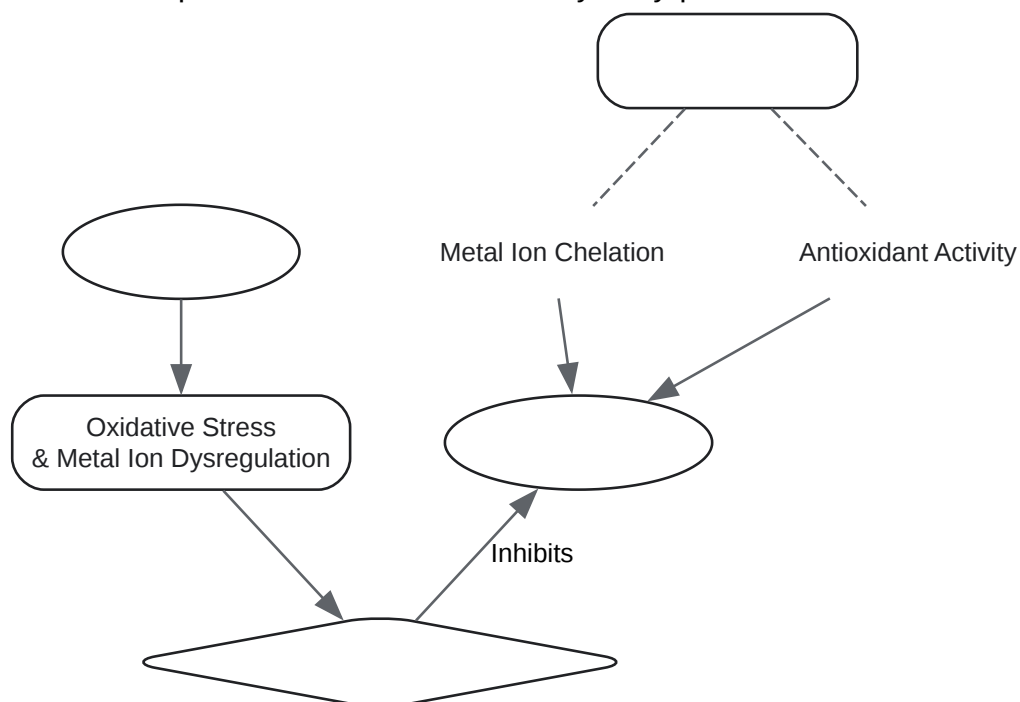 Metal Ion Chelation
Antioxidant Activity
Oxidative Stress
& Metal Ion Dysregulation
Inhibits